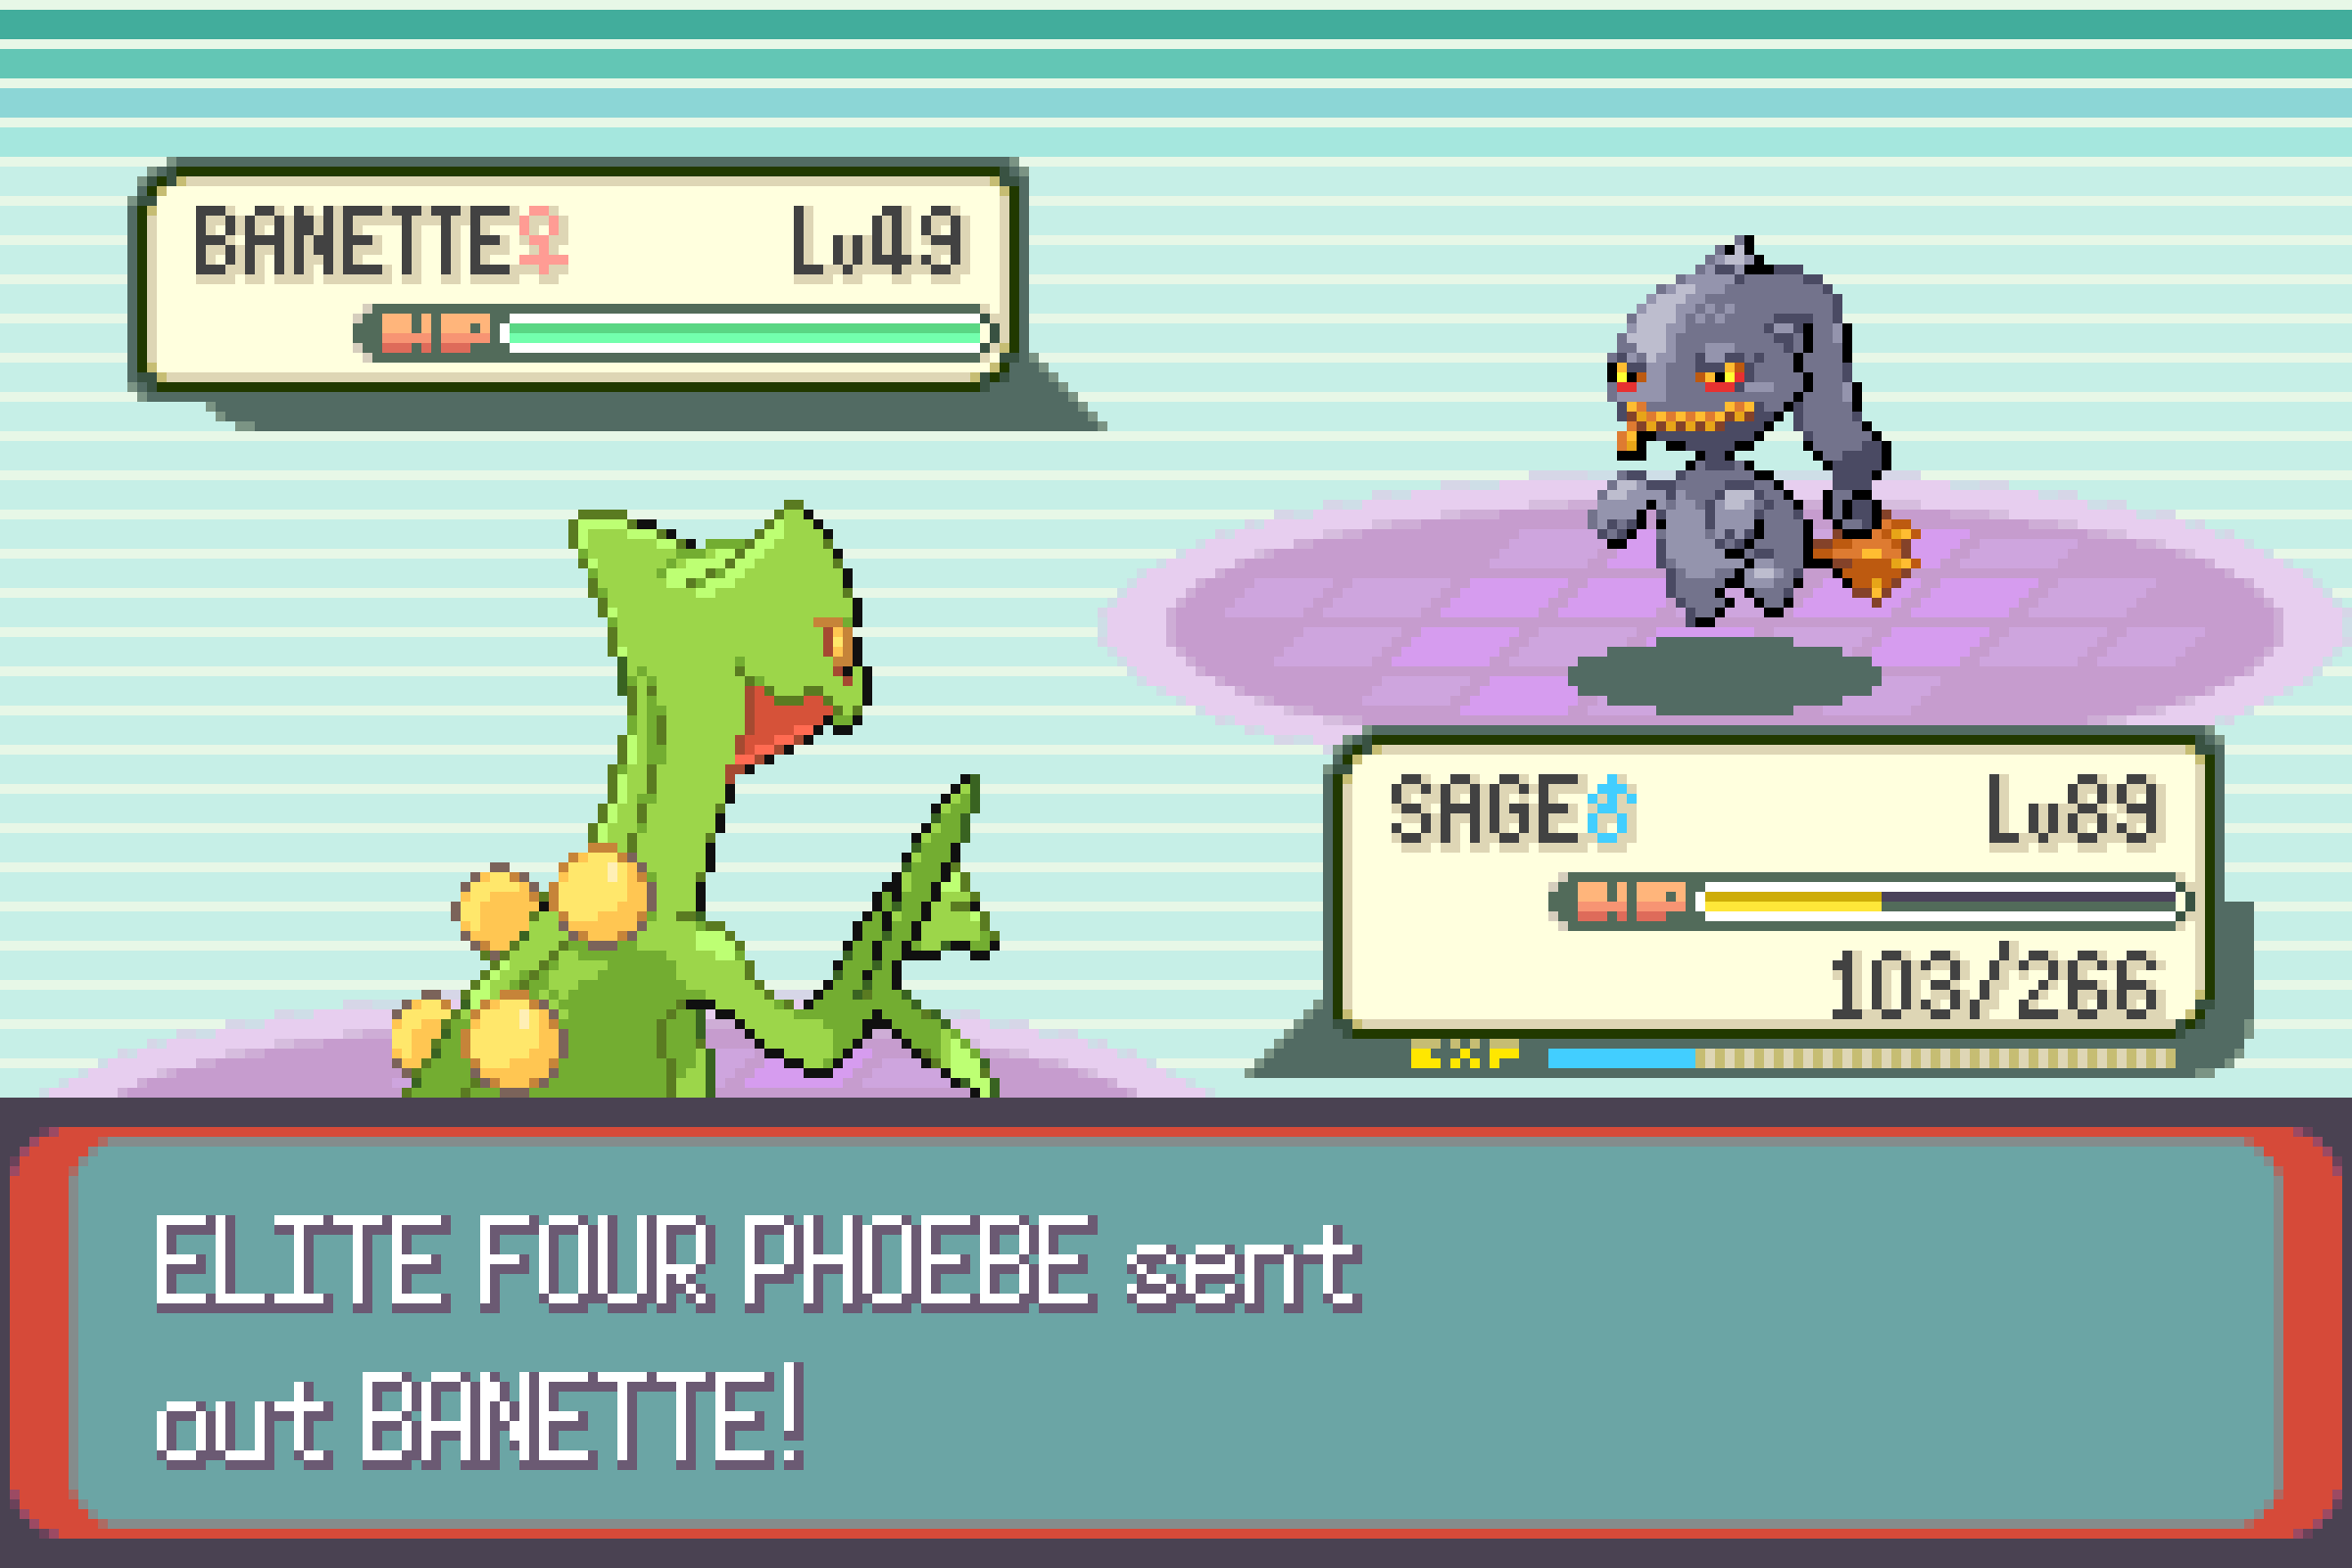 BANETTE♀ Lv49
HP
SAGE♂ Lv89
HP
103/266
EXP
ELITE FOUR PHOEBE sent
out BANETTE!